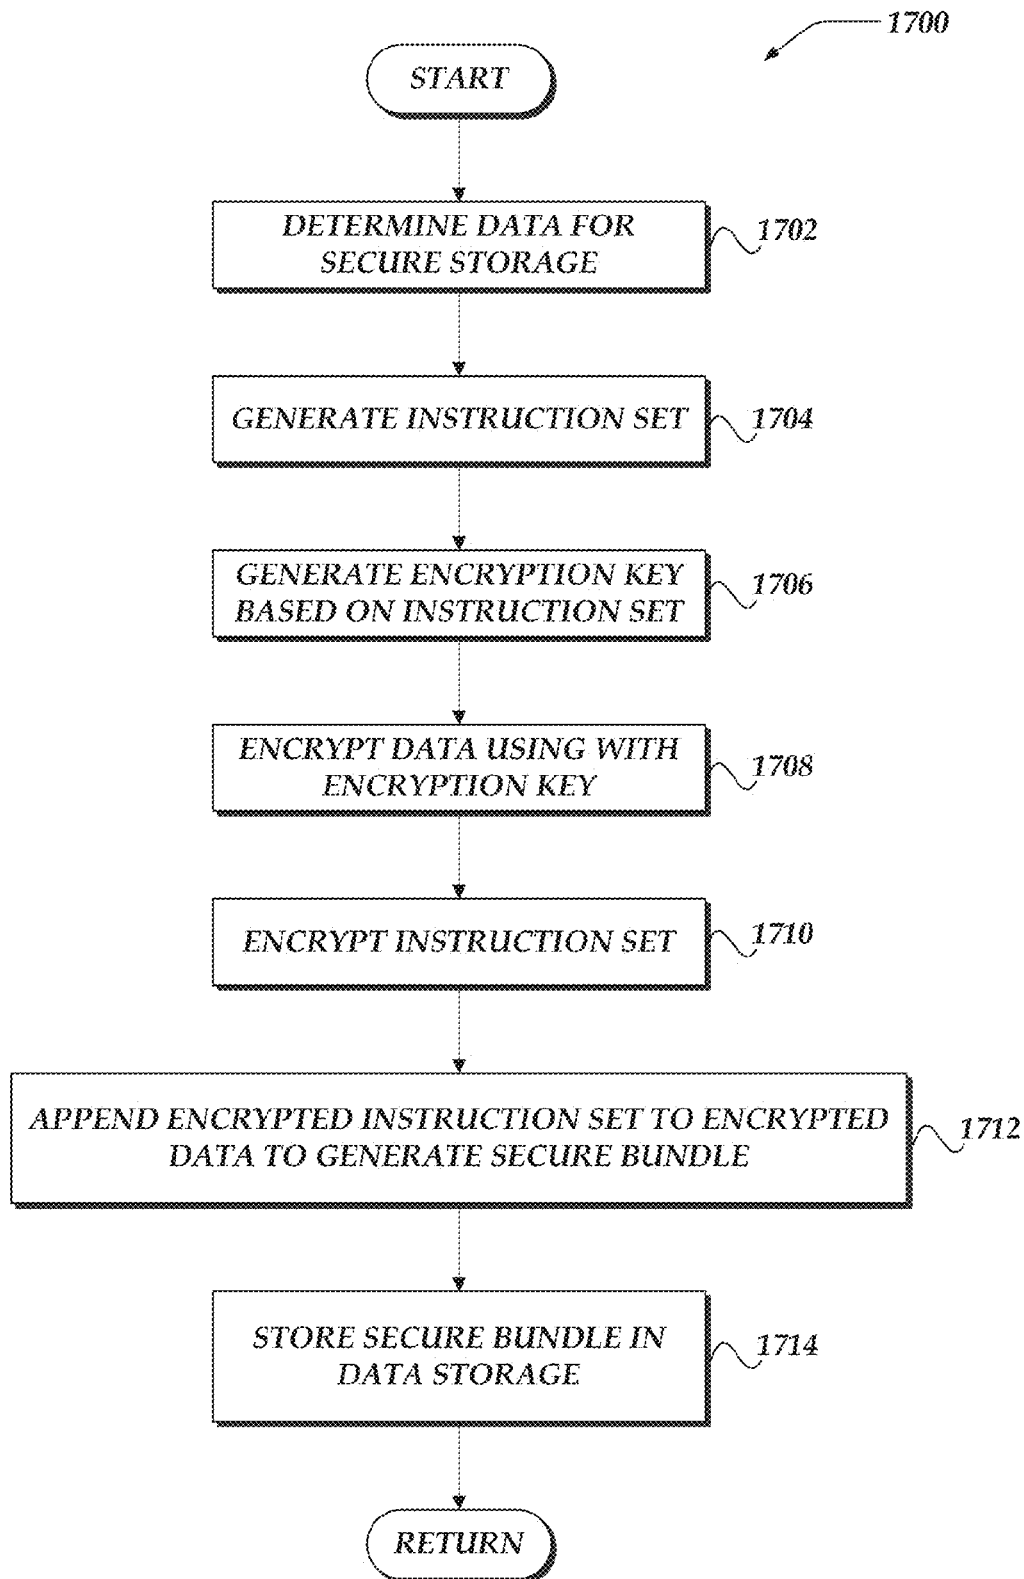 1700
START
DETERMINE DATA FOR
SECURE STORAGE
1702
GENERATE INSTRUCTION SET
1704
GENERATE ENCRYPTION KEY
BASED ON INSTRUCTION SET
1706
ENCRYPT DATA USING WITH
ENCRYPTION KEY
1708
ENCRYPT INSTRUCTION SET
1710
APPEND ENCRYPTED INSTRUCTION SET TO ENCRYPTED
DATA TO GENERATE SECURE BUNDLE
1712
STORE SECURE BUNDLE IN
DATA STORAGE
1714
RETURN